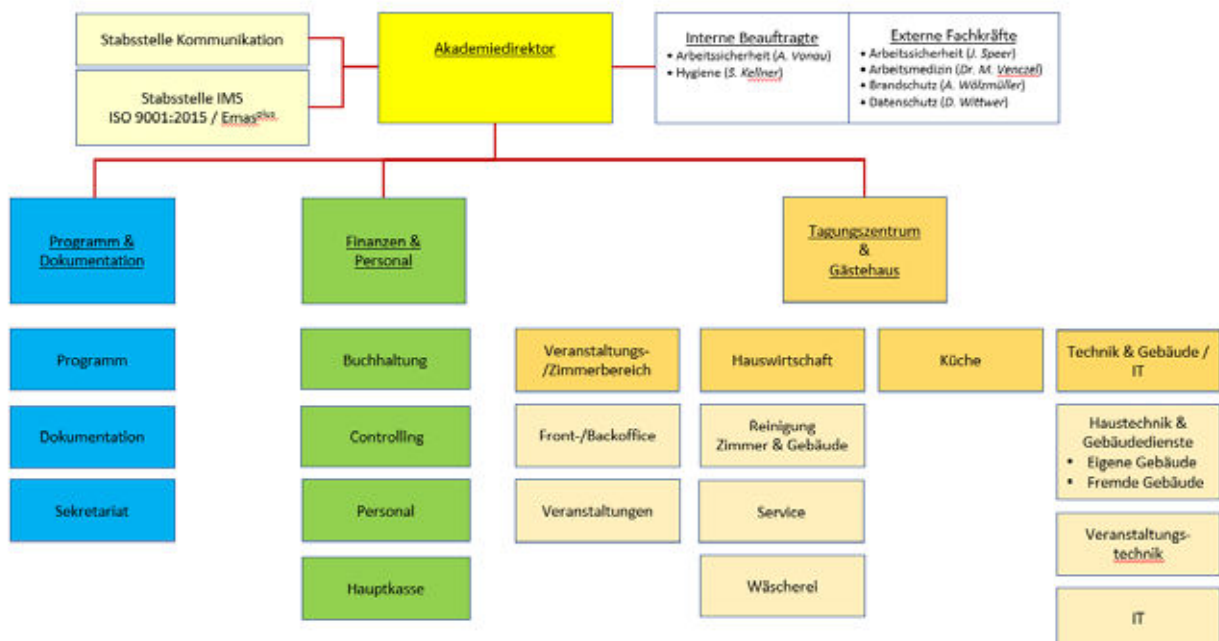 Stabsstelle Kommunikation
Stabsstelle IMS
ISO 9001:2015 / Emasplus
Akademiedirektor
Interne Beauftragte
• Arbeitssicherheit (A. Vonau)
• Hygiene (S. Kellner)
Externe Fachkräfte
• Arbeitssicherheit (J. Speer)
• Arbeitsmedizin (Dr. M. Venczel)
• Brandschutz (A. Wölzmüller)
• Datenschutz (D. Wittwer)
Programm &
Dokumentation
Finanzen &
Personal
Tagungszentrum
&
Gästehaus
Programm
Dokumentation
Sekretariat
Buchhaltung
Controlling
Personal
Hauptkasse
Veranstaltungs-
/Zimmerbereich
Front-/Backoffice
Veranstaltungen
Hauswirtschaft
Reinigung
Zimmer & Gebäude
Service
Wäscherei
Küche
Technik & Gebäude /
IT
Haustechnik &
Gebäudedienste
• Eigene Gebäude
• Fremde Gebäude
Veranstaltungs-
technik
IT